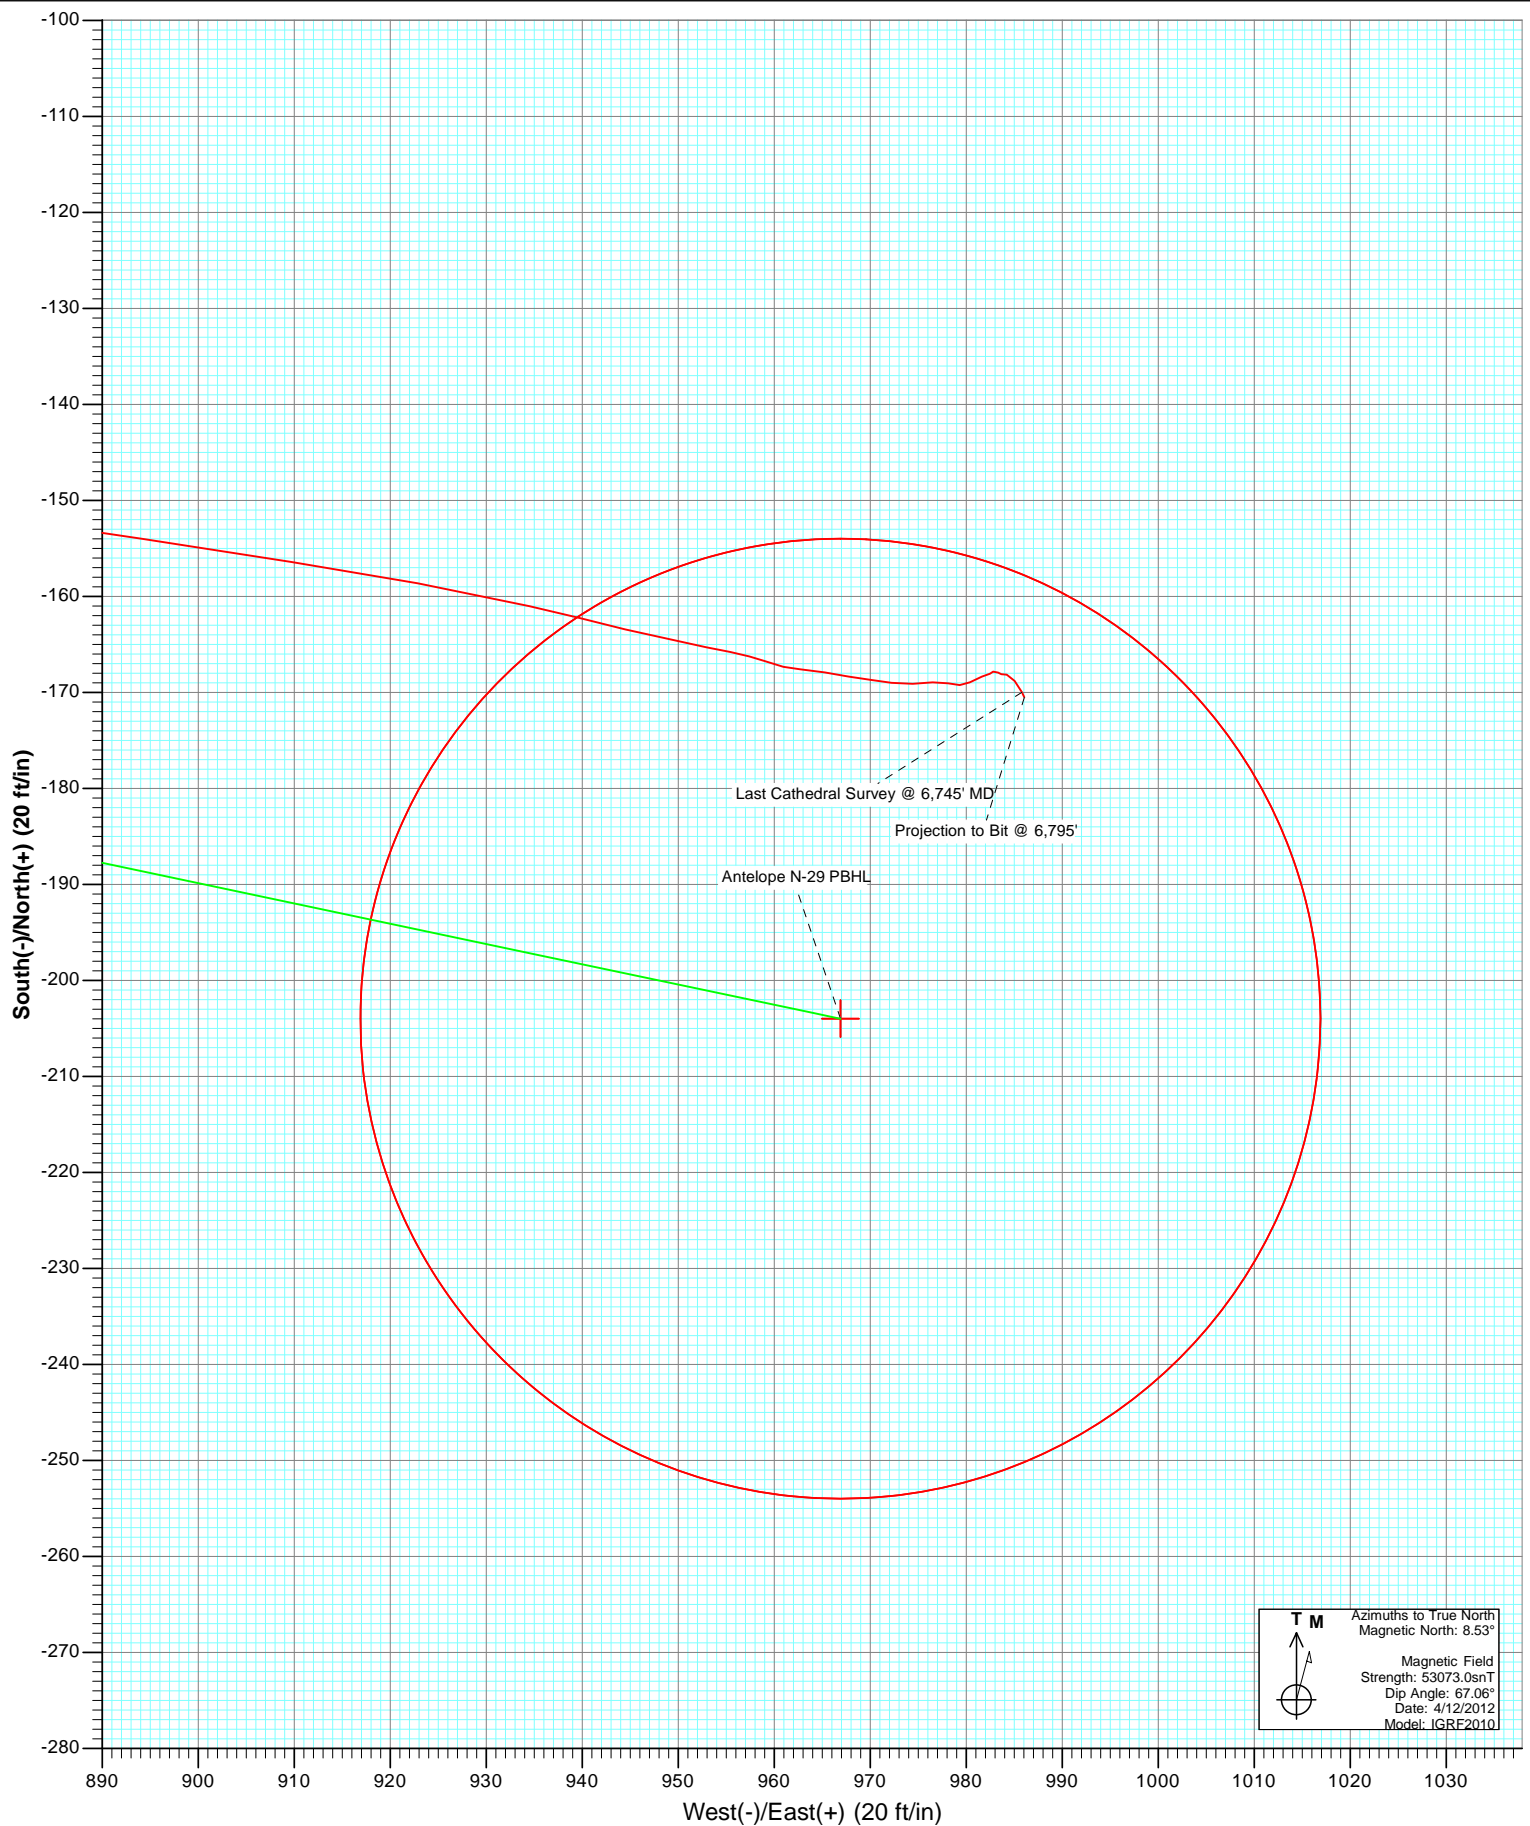 -100
-110
-120
-130
-140
-150
-160
-170
-180
-190
-200
-210
-220
-230
-240
-250
-260
-270
-280
South(-)/North(+) (20 ft/in)
Last Cathedral Survey @ 6,745' MD
Projection to Bit @ 6,795'
Antelope N-29 PBHL
T M
Azimuths to True North
Magnetic North: 8.53°
Magnetic Field
Strength: 53073.0snT
Dip Angle: 67.06°
Date: 4/12/2012
Model: IGRF2010
890 900 910 920 930 940 950 960 970 980 990 1000 1010 1020 1030
West(-)/East(+) (20 ft/in)